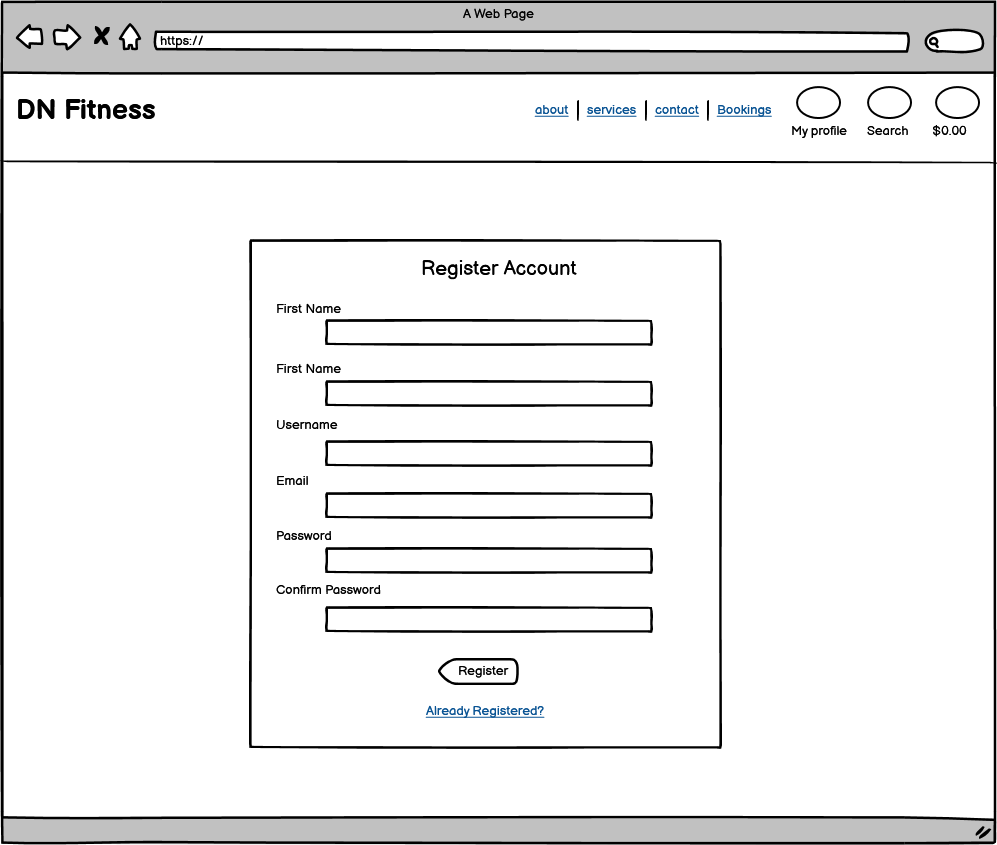 A Web Page
https://
DN Fitness
about | services | contact | Bookings
My profile Search $0.00
Register Account
First Name
First Name
Username
Email
Password
Confirm Password
Register
Already Registered?